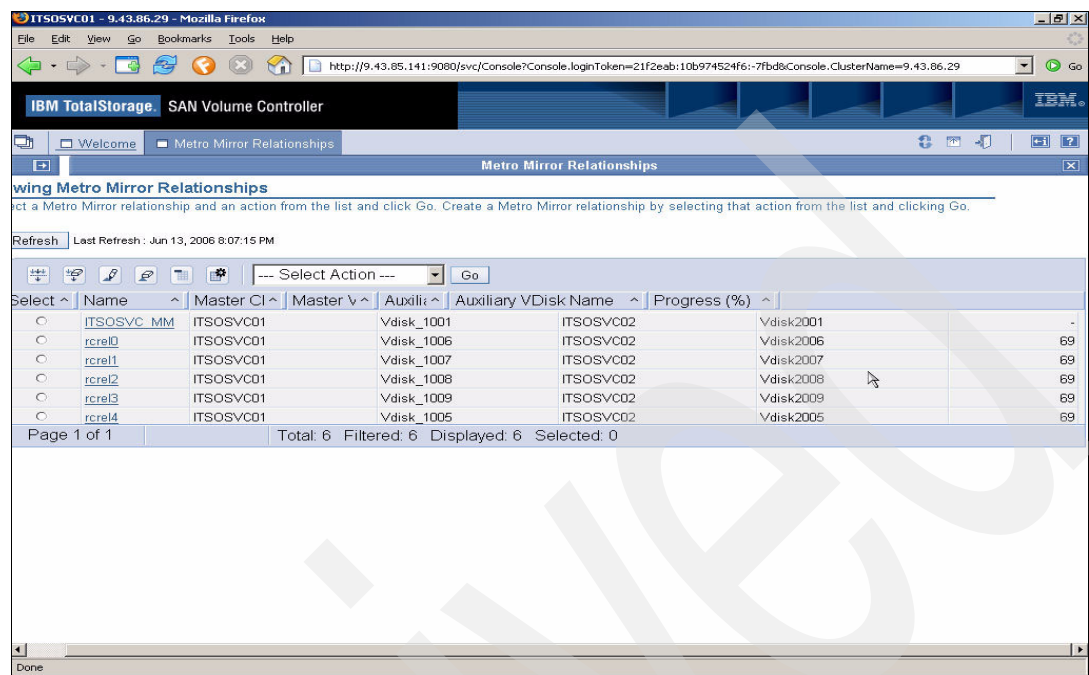 ITSOSVC01 - 9.43.86.29 - Mozilla Firefox
File Edit View Go Bookmarks Tools Help
http://9.43.85.141:9080/svc/Console?Console.loginToken=21f2eab:10b974524f6:-7fbd&Console.ClusterName=9.43.86.29 Go
IBM TotalStorage. SAN Volume Controller IBM
Welcome Metro Mirror Relationships
Metro Mirror Relationships
wing Metro Mirror Relationships
ect a Metro Mirror relationship and an action from the list and click Go. Create a Metro Mirror relationship by selecting that action from the list and clicking Go.
Refresh Last Refresh : Jun 13, 2006 8:07:15 PM
--- Select Action --- Go
Select Name Master Cl Master V Auxilia Auxiliary VDisk Name Progress (%)
ITSOSVC_MM ITSOSVC01 Vdisk_1001 ITSOSVC02 Vdisk2001 -
rcrel0 ITSOSVC01 Vdisk_1006 ITSOSVC02 Vdisk2006 69
rcrel1 ITSOSVC01 Vdisk_1007 ITSOSVC02 Vdisk2007 69
rcrel2 ITSOSVC01 Vdisk_1008 ITSOSVC02 Vdisk2008 69
rcrel3 ITSOSVC01 Vdisk_1009 ITSOSVC02 Vdisk2009 69
rcrel4 ITSOSVC01 Vdisk_1005 ITSOSVC02 Vdisk2005 69
Page 1 of 1 Total: 6 Filtered: 6 Displayed: 6 Selected: 0
Done